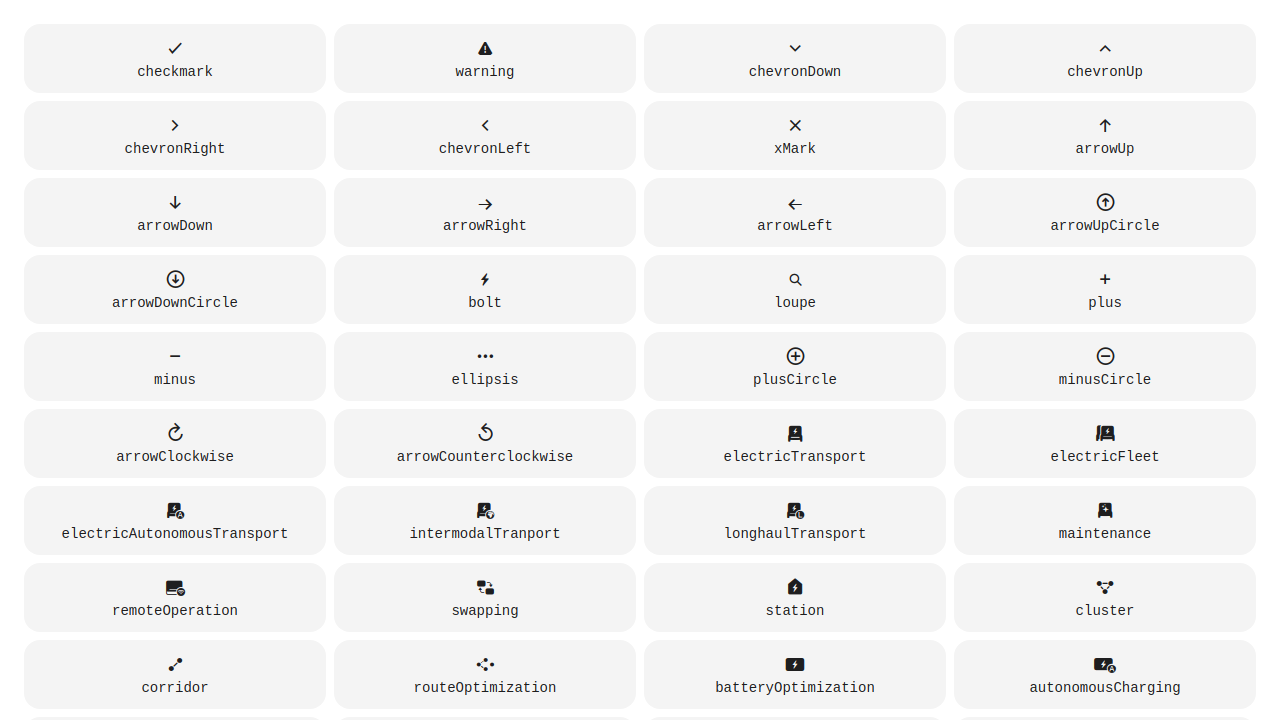 checkmark
warning
chevronDown
chevronUp
chevronRight
chevronLeft
xMark
arrowUp
arrowDown
arrowRight
arrowLeft
arrowUpCircle
arrowDownCircle
bolt
loupe
plus
minus
ellipsis
plusCircle
minusCircle
arrowClockwise
arrowCounterclockwise
electricTransport
electricFleet
electricAutonomousTransport
intermodalTranport
longhaulTransport
maintenance
remoteOperation
swapping
station
cluster
corridor
routeOptimization
batteryOptimization
autonomousCharging